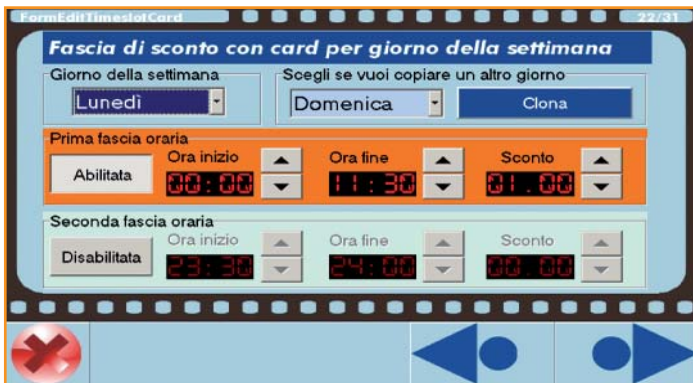 FormEditTimeslotCard 22/31
Fascia di sconto con card per giorno della settimana
Giorno della settimana Scegli se vuoi copiare un altro giorno
Lunedì Domenica Clona
Prima fascia oraria
Ora inizio Ora fine Sconto
Abilitata 00:00 11:30 01.00
Seconda fascia oraria
Ora inizio Ora fine Sconto
Disabilitata 23:30 24:00 00.00